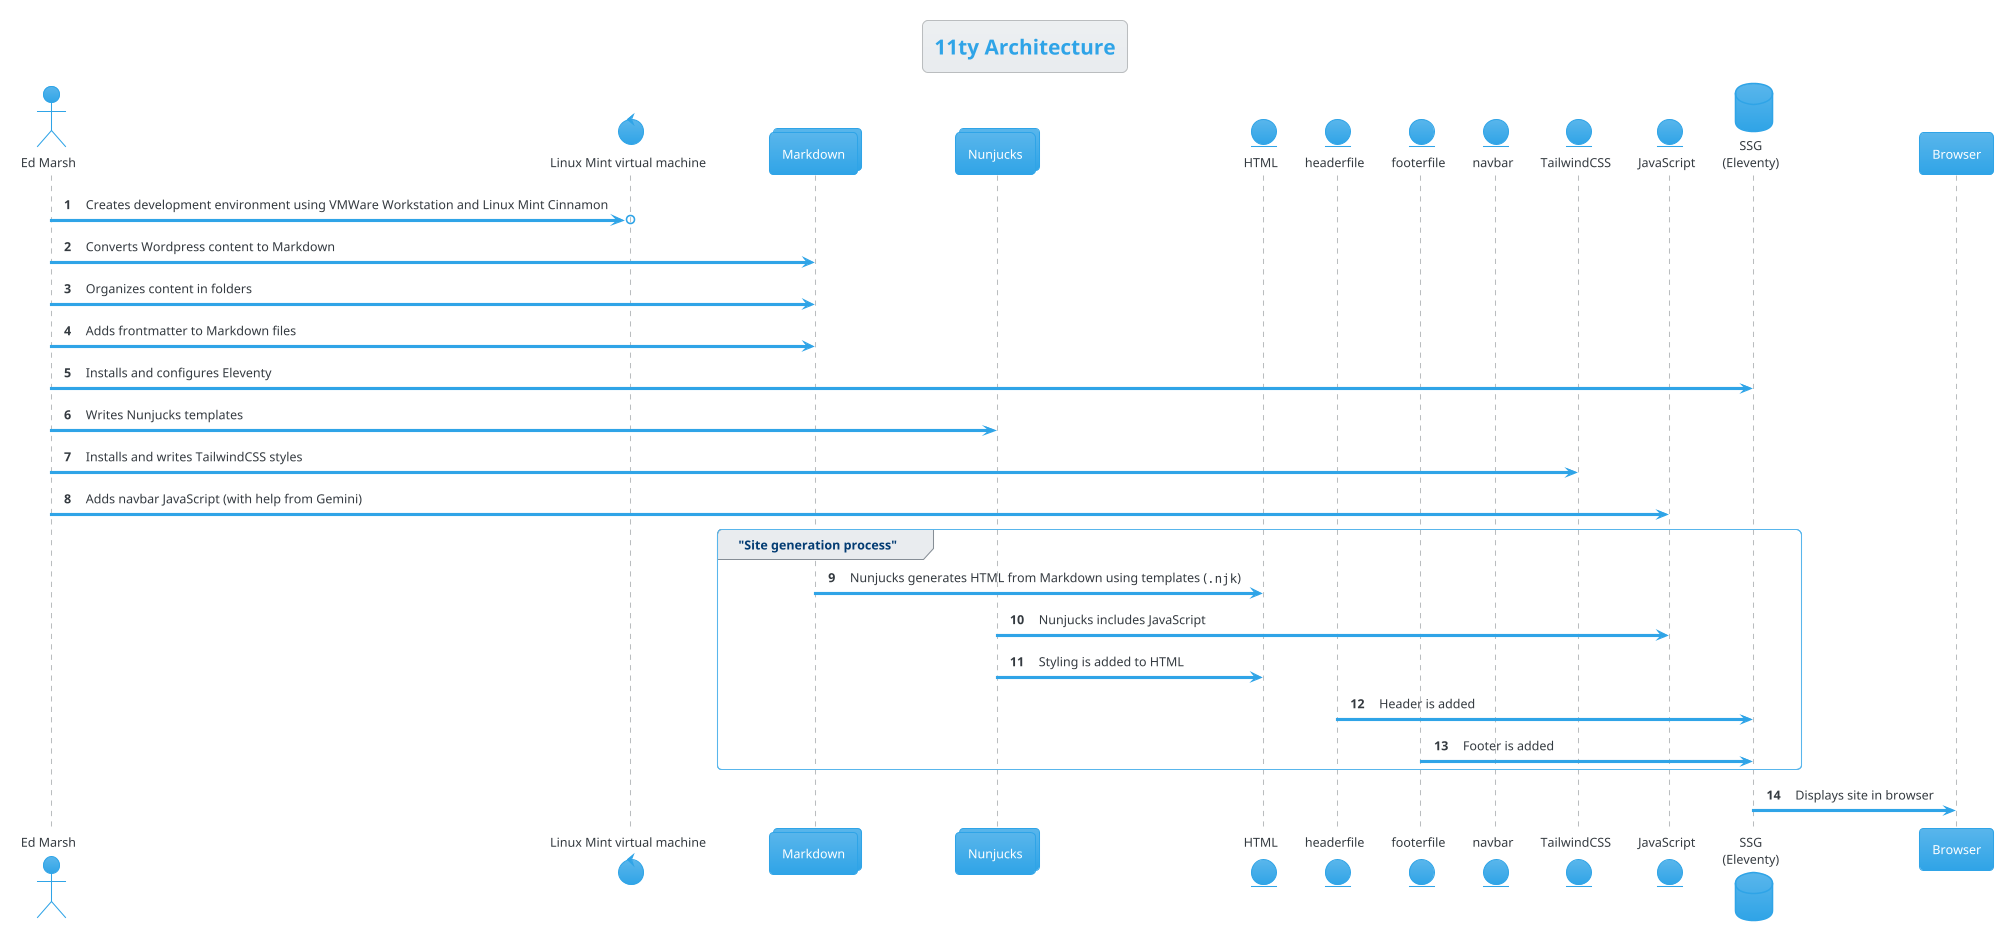 11ty Architecture
Ed Marsh
Linux Mint virtual machine
Markdown
Nunjucks
HTML
headerfile
footerfile
navbar
TailwindCSS
JavaScript
SSG
(Eleventy)
Browser
1 Creates development environment using VMWare Workstation and Linux Mint Cinnamon
2 Converts Wordpress content to Markdown
3 Organizes content in folders
4 Adds frontmatter to Markdown files
5 Installs and configures Eleventy
6 Writes Nunjucks templates
7 Installs and writes TailwindCSS styles
8 Adds navbar JavaScript (with help from Gemini)
"Site generation process"
9 Nunjucks generates HTML from Markdown using templates (.njk)
10 Nunjucks includes JavaScript
11 Styling is added to HTML
12 Header is added
13 Footer is added
14 Displays site in browser
Ed Marsh
Linux Mint virtual machine
Markdown
Nunjucks
HTML
headerfile
footerfile
navbar
TailwindCSS
JavaScript
SSG
(Eleventy)
Browser